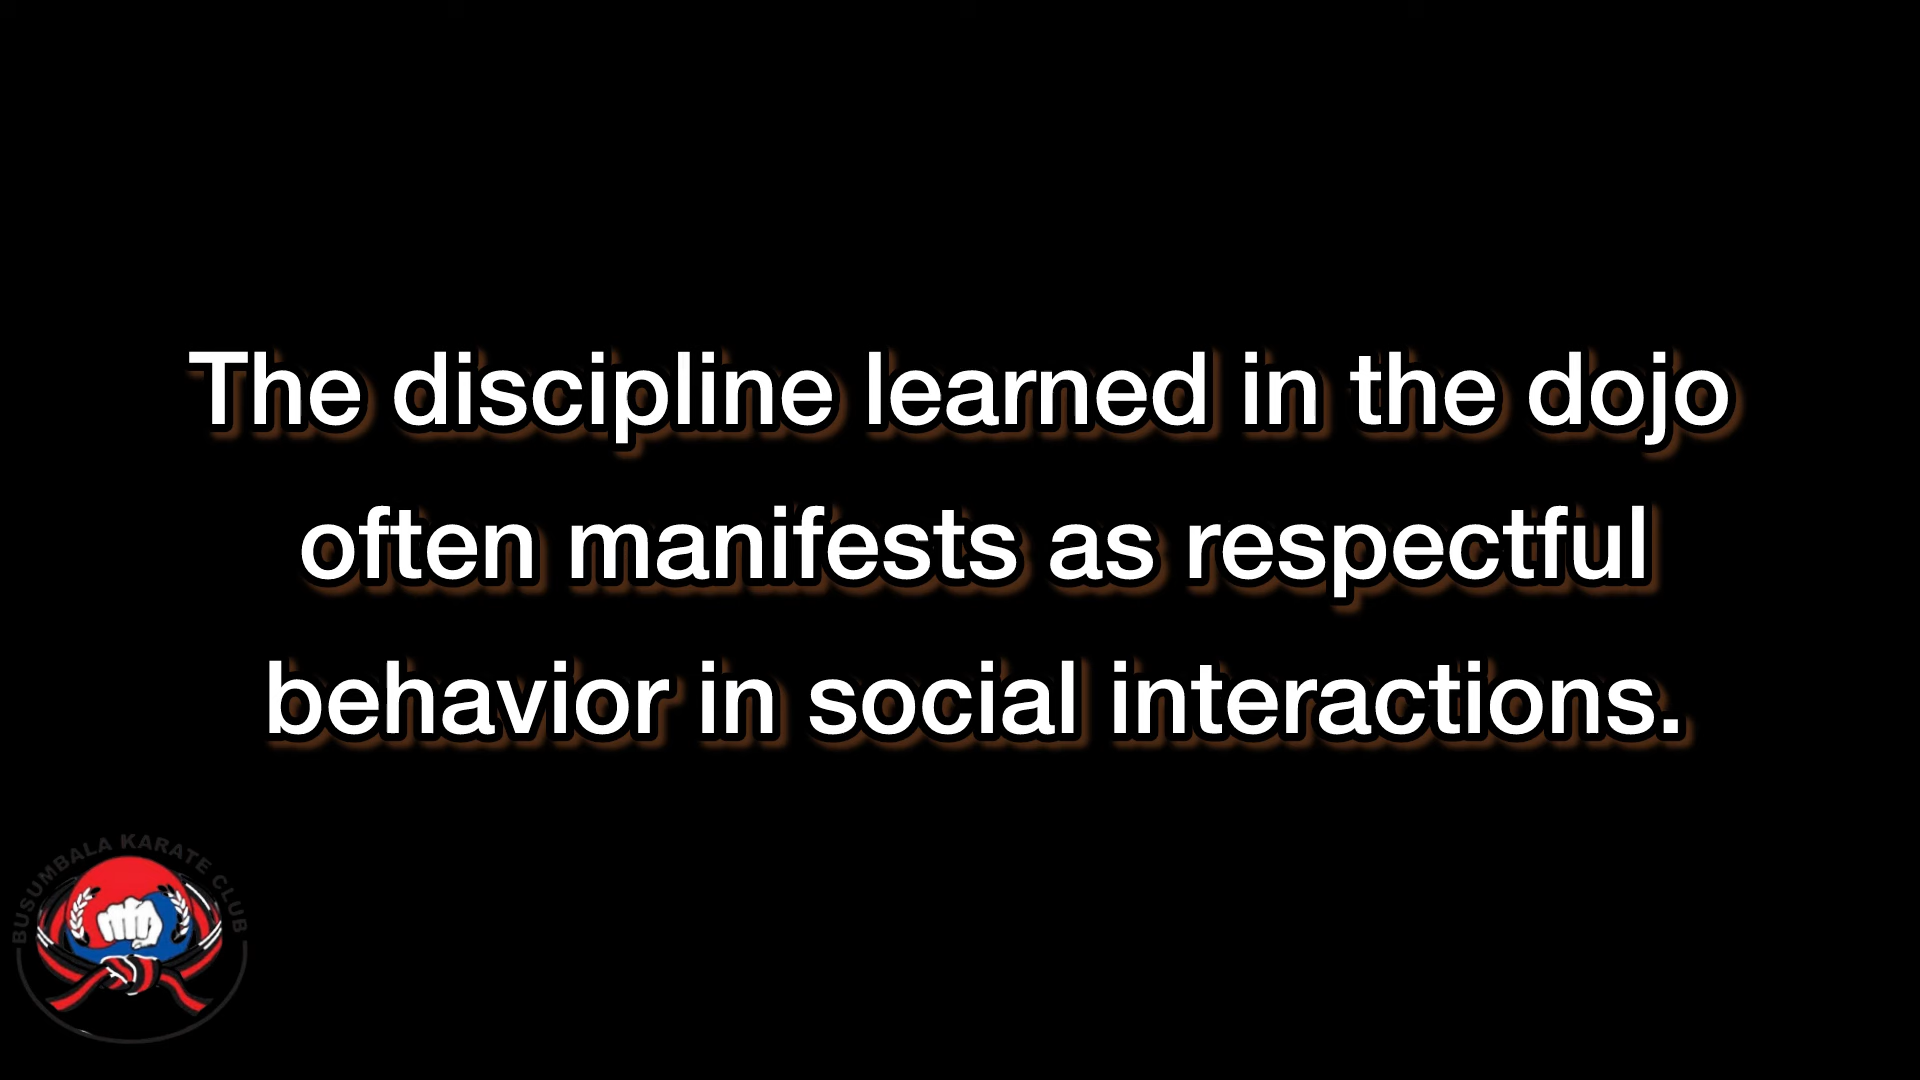 The discipline learned in the dojo
often manifests as respectful
behavior in social interactions.
BUSUMBALA KARATE CLUB